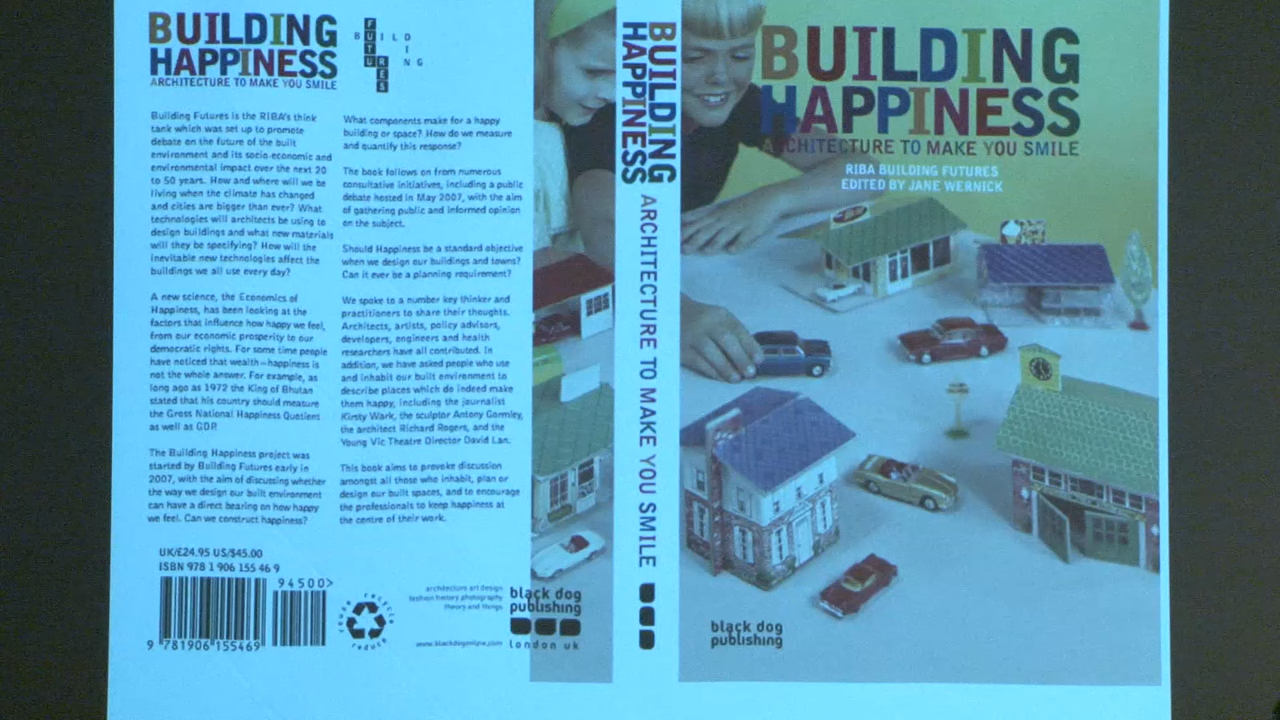 BUILDING
HAPPINESS
ARCHITECTURE TO MAKE YOU SMILE
BUILDING
FUTURES
Building Futures is the RIBA's think
tank which was set up to promote
debate on the future of the built
environment and its socio-economic and
environmental impact over the next 20
to 50 years. How and where will we be
living when the climate has changed
and cities are bigger than ever? What
technologies will architects be using to
design buildings and what new materials
will they be specifying? How will the
inevitable new technologies affect the
buildings we all use every day?
A new science, the Economics of
Happiness, has been looking at the
factors that influence how happy we feel,
from our economic prosperity to our
democratic rights. For some time people
have noticed that wealth=happiness is
not the whole answer. For example, as
long ago as 1972 the King of Bhutan
stated that his country should measure
the Gross National Happiness Quotient
as well as GDP.
The Building Happiness project was
started by Building Futures early in
2007, with the aim of discussing whether
the way we design our built environment
can have a direct bearing on how happy
we feel. Can we construct happiness?
What components make for a happy
building or space? How do we measure
and quantify this response?
The book follows on from numerous
consultative initiatives, including a public
debate hosted in May 2007, with the aim
of gathering public and informed opinion
on the subject.
Should Happiness be a standard objective
when we design our buildings and towns?
Can it ever be a planning requirement?
We spoke to a number key thinker and
practitioners to share their thoughts.
Architects, artists, policy advisors,
developers, engineers and health
researchers have all contributed. In
addition, we have asked people who use
and inhabit our built environment to
describe places which do indeed make
them happy, including the journalist
Kirsty Wark, the sculptor Antony Gormley,
the architect Richard Rogers, and the
Young Vic Theatre Director David Lan.
This book aims to provoke discussion
amongst all those who inhabit, plan or
design our built spaces, and to encourage
the professionals to keep happiness at
the centre of their work.
UK/£24.95 US/$45.00
ISBN 978 1 906 155 46 9
94500>
9 781906 155469
recycle
reuse
reduce
architecture art design
fashion history photography
theory and things
www.blackdogonline.com
black dog
publishing
london uk
BUILDING
HAPPINESS
ARCHITECTURE TO MAKE YOU SMILE
BUILDING
HAPPINESS
ARCHITECTURE TO MAKE YOU SMILE
RIBA BUILDING FUTURES
EDITED BY JANE WERNICK
black dog
publishing